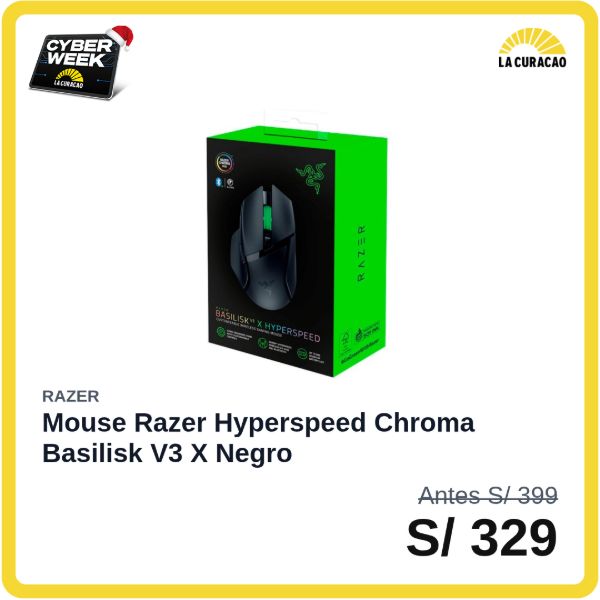 CYBER
WEEK
LA CURACAO
LA CURACAO
RAZER
BASILISK V3 X HYPERSPEED
RAZER
Mouse Razer Hyperspeed Chroma
Basilisk V3 X Negro
Antes S/ 399
S/ 329